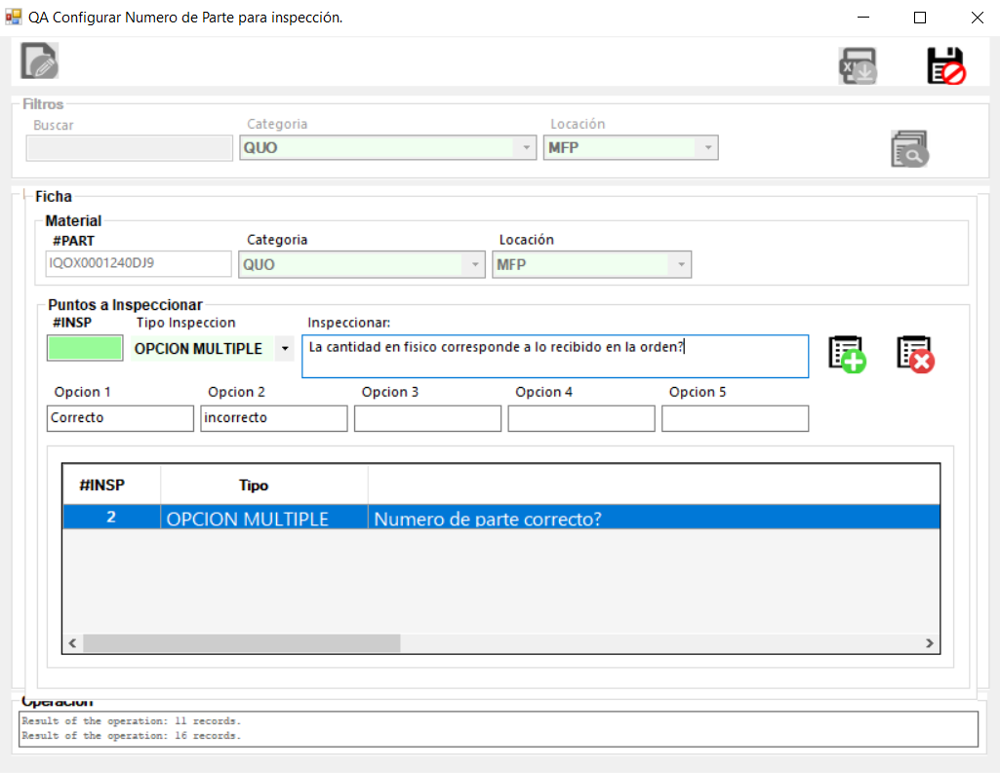 QA Configurar Numero de Parte para inspección.
Filtros
Buscar Categoria Locación
QUO MFP
Ficha
Material
#PART Categoria Locación
IQOX0001240DJ9 QUO MFP
Puntos a Inspeccionar
#INSP Tipo Inspeccion Inspeccionar:
OPCION MULTIPLE La cantidad en fisico corresponde a lo recibido en la orden?
Opcion 1 Opcion 2 Opcion 3 Opcion 4 Opcion 5
Correcto incorrecto
#INSP Tipo
2 OPCION MULTIPLE Numero de parte correcto?
Operación
Result of the operation: 11 records.
Result of the operation: 16 records.